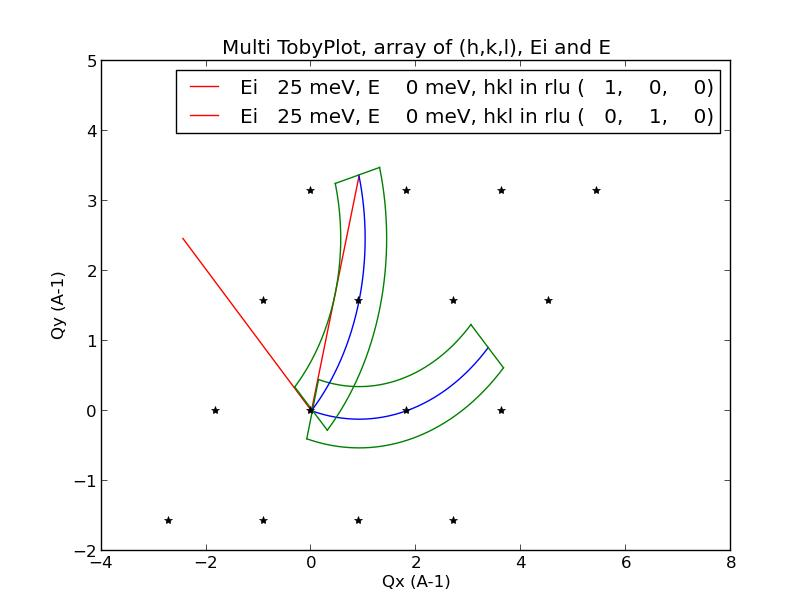 Multi TobyPlot, array of (h,k,l), Ei and E
Ei 25 meV, E 0 meV, hkl in rlu ( 1, 0, 0)
Ei 25 meV, E 0 meV, hkl in rlu ( 0, 1, 0)
5
4
3
2
1
0
−1
−2
Qy (A-1)
−4 −2 0 2 4 6 8
Qx (A-1)